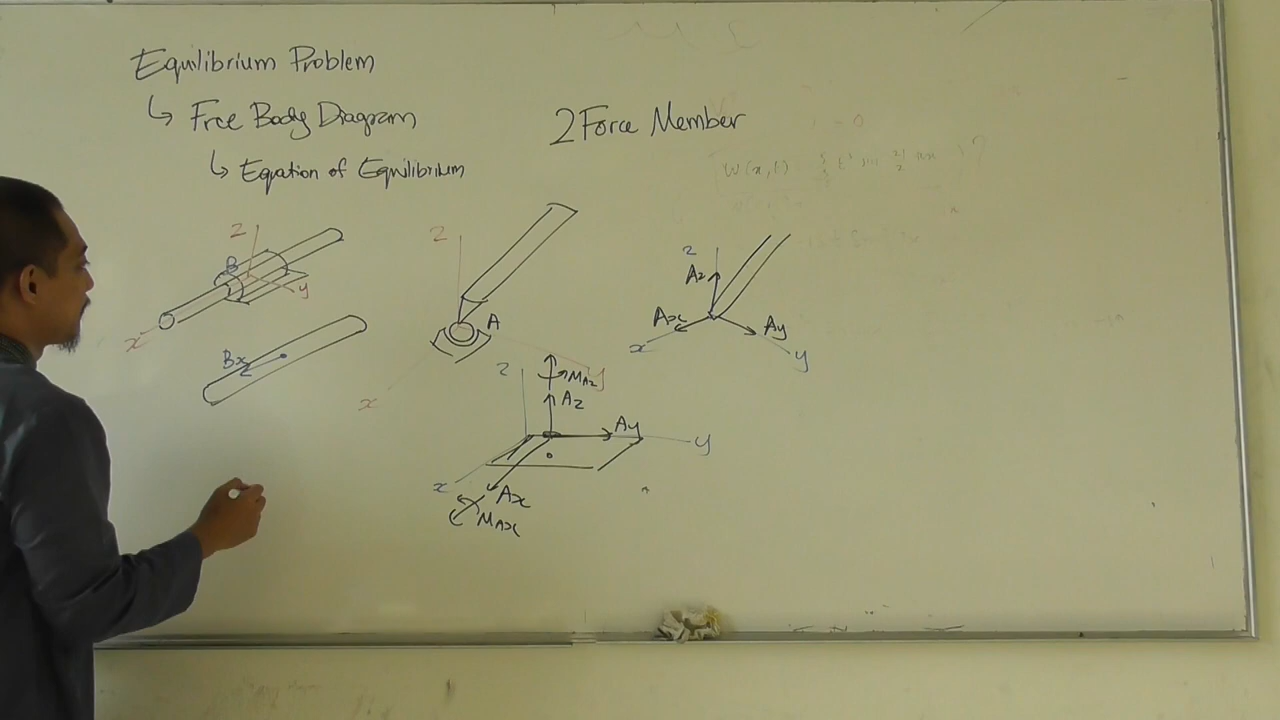 Equilibrium Problem
↳ Free Body Diagram
↳ Equation of Equilibrium
2 Force Member
z
B
y
x
Bx
z
A
y
x
z
Az
Ax
Ay
x
y
z
MAz
Az
Ay
y
x
Ax
MAx